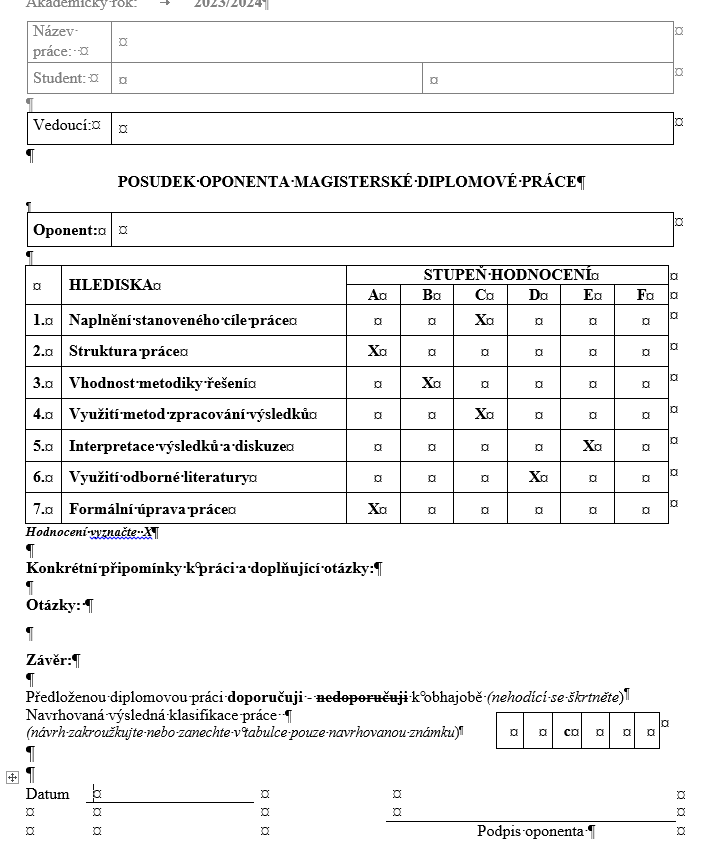 Akademický rok: 2023/2024
Název
práce:
Student:
Vedoucí:
POSUDEK OPONENTA MAGISTERSKÉ DIPLOMOVÉ PRÁCE
Oponent:
HLEDISKA STUPEŇ HODNOCENÍ
A B C D E F
1. Naplnění stanoveného cíle práce X
2. Struktura práce X
3. Vhodnost metodiky řešení X
4. Využití metod zpracování výsledků X
5. Interpretace výsledků a diskuze X
6. Využití odborné literatury X
7. Formální úprava práce X
Hodnocení vyznačte X
Konkrétní připomínky k práci a doplňující otázky:
Otázky:
Závěr:
Předloženou diplomovou práci doporučuji - nedoporučuji k obhajobě (nehodící se škrtněte)
Navrhovaná výsledná klasifikace práce
(návrh zakroužkujte nebo zanechte v tabulce pouze navrhovanou známku) c
Datum
Podpis oponenta